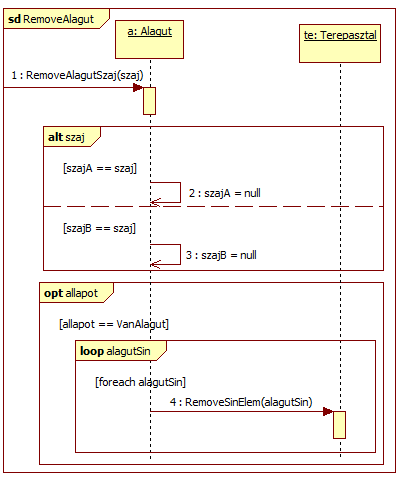 sd RemoveAlagut
a: Alagut
te: Terepasztal
1 : RemoveAlagutSzaj(szaj)
alt szaj
[szajA == szaj]
2 : szajA = null
[szajB == szaj]
3 : szajB = null
opt allapot
[allapot == VanAlagut]
loop alagutSin
[foreach alagutSin]
4 : RemoveSinElem(alagutSin)